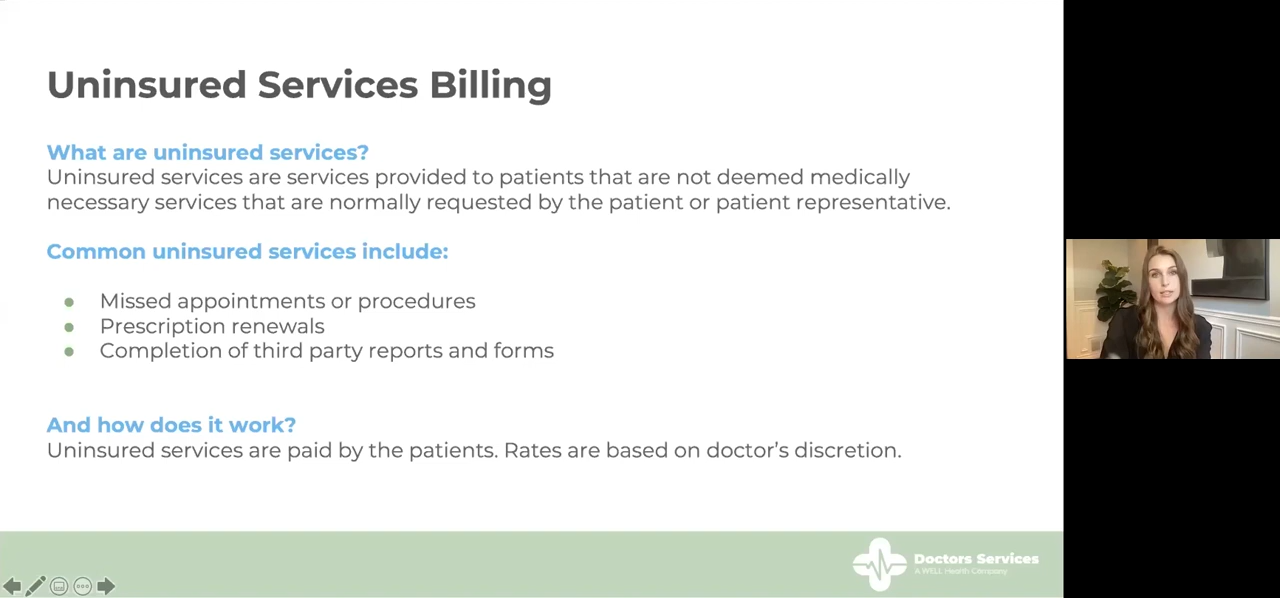 Uninsured Services Billing
What are uninsured services?
Uninsured services are services provided to patients that are not deemed medically
necessary services that are normally requested by the patient or patient representative.
Common uninsured services include:
Missed appointments or procedures
Prescription renewals
Completion of third party reports and forms
And how does it work?
Uninsured services are paid by the patients. Rates are based on doctor’s discretion.
Doctors Services
A WELL Health Company